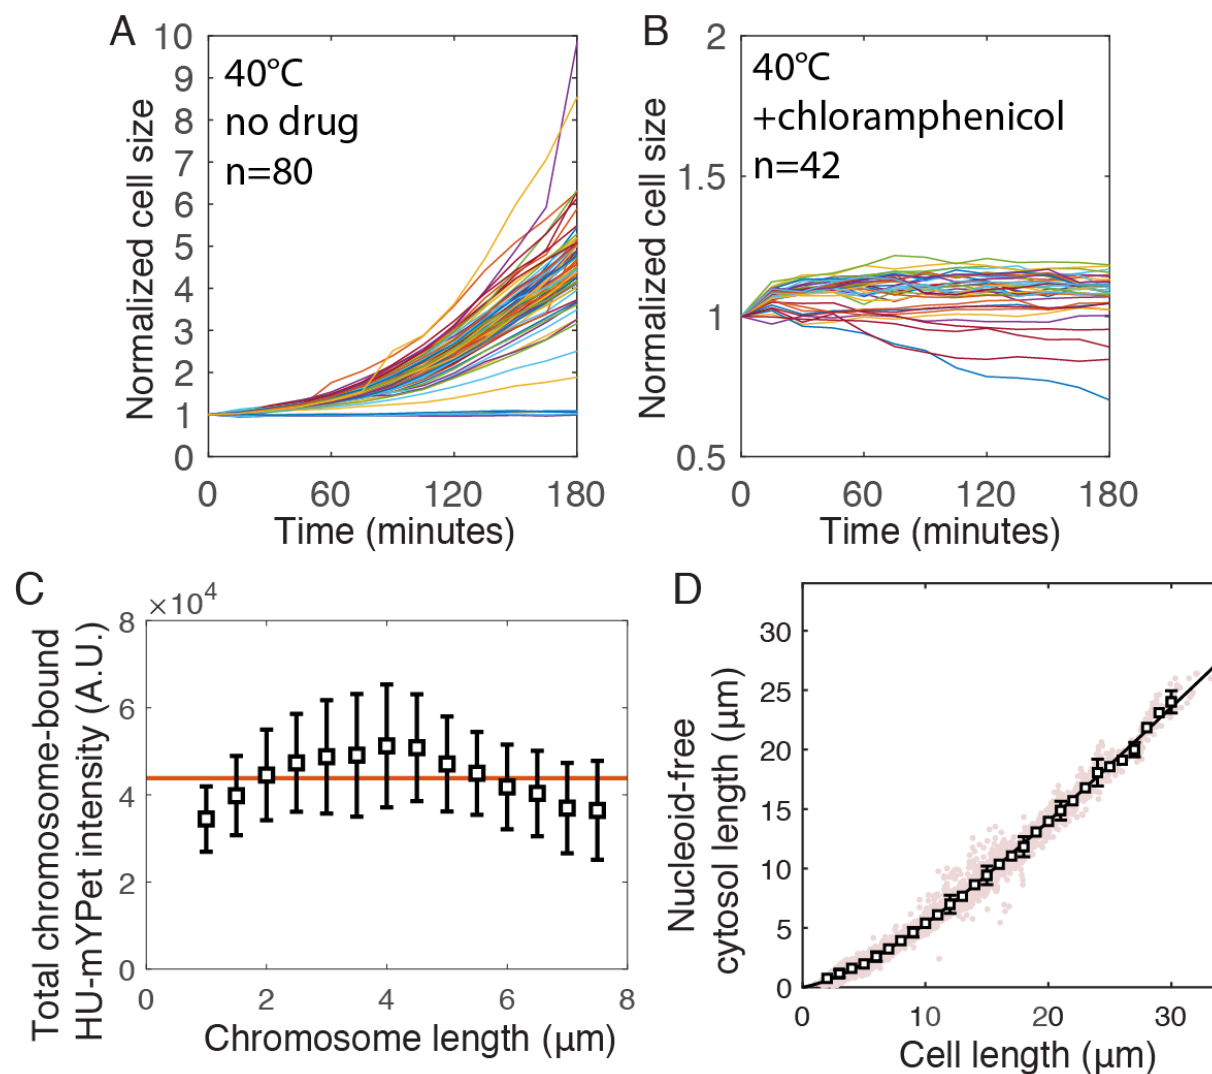 A
10
9
8
7
6
5
4
3
2
1
0
Normalized cell size
40°C
no drug
n=80
0
60
120
180
Time (minutes)
B
2
1.5
1
0.5
Normalized cell size
40°C
+chloramphenicol
n=42
0
60
120
180
Time (minutes)
C
×10⁴
8
6
4
2
0
Total chromosome-bound
HU-mYPet intensity (A.U.)
0
2
4
6
8
Chromosome length (μm)
D
30
25
20
15
10
5
0
Nucleoid-free
cytosol length (μm)
0
10
20
30
Cell length (μm)